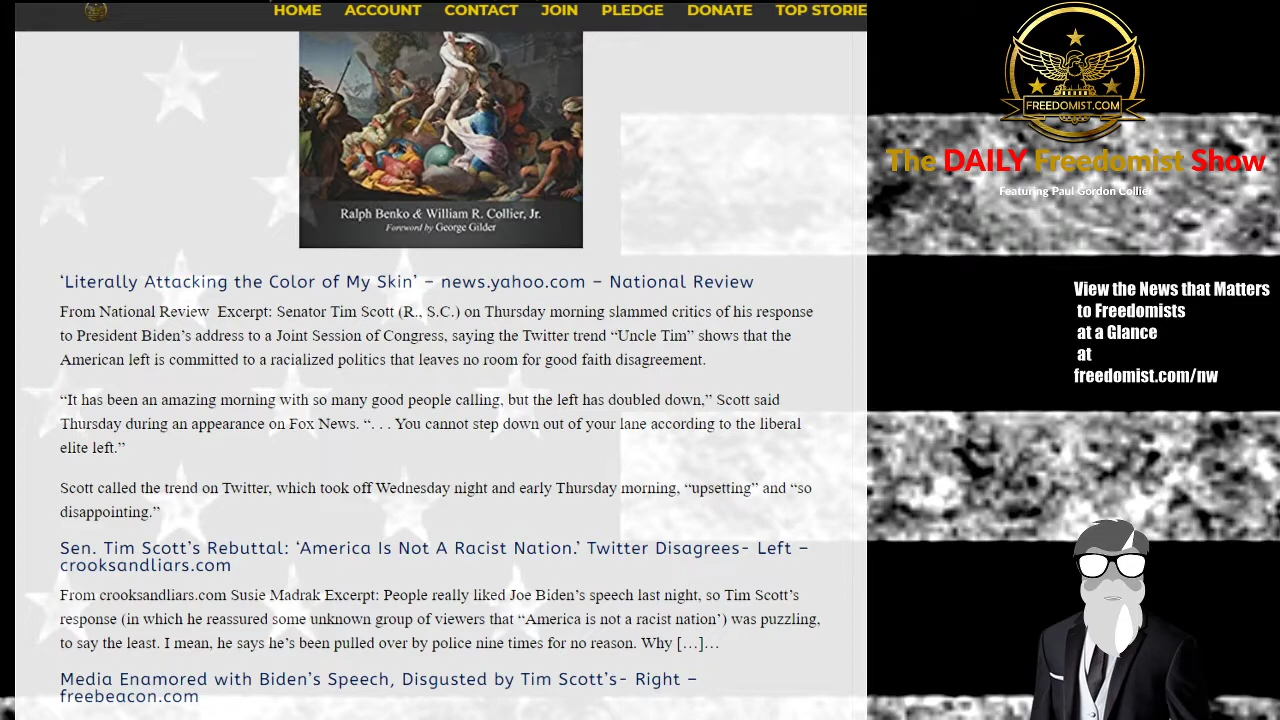 HOME ACCOUNT CONTACT JOIN PLEDGE DONATE TOP STORIE
Ralph Benko & William R. Collier, Jr.
Foreword by George Gilder
‘Literally Attacking the Color of My Skin’ – news.yahoo.com – National Review
From National Review Excerpt: Senator Tim Scott (R., S.C.) on Thursday morning slammed critics of his response
to President Biden’s address to a Joint Session of Congress, saying the Twitter trend “Uncle Tim” shows that the
American left is committed to a racialized politics that leaves no room for good faith disagreement.
“It has been an amazing morning with so many good people calling, but the left has doubled down,” Scott said
Thursday during an appearance on Fox News. “. . . You cannot step down out of your lane according to the liberal
elite left.”
Scott called the trend on Twitter, which took off Wednesday night and early Thursday morning, “upsetting” and “so
disappointing.”
Sen. Tim Scott’s Rebuttal: ‘America Is Not A Racist Nation.’ Twitter Disagrees- Left –
crooksandliars.com
From crooksandliars.com Susie Madrak Excerpt: People really liked Joe Biden’s speech last night, so Tim Scott’s
response (in which he reassured some unknown group of viewers that “America is not a racist nation’) was puzzling,
to say the least. I mean, he says he’s been pulled over by police nine times for no reason. Why […]…
Media Enamored with Biden’s Speech, Disgusted by Tim Scott’s- Right –
freebeacon.com
FREEDOMIST.COM
The DAILY Freedomist Show
Featuring Paul Gordon Collie
View the News that Matters
to Freedomists
at a Glance
at
freedomist.com/nw